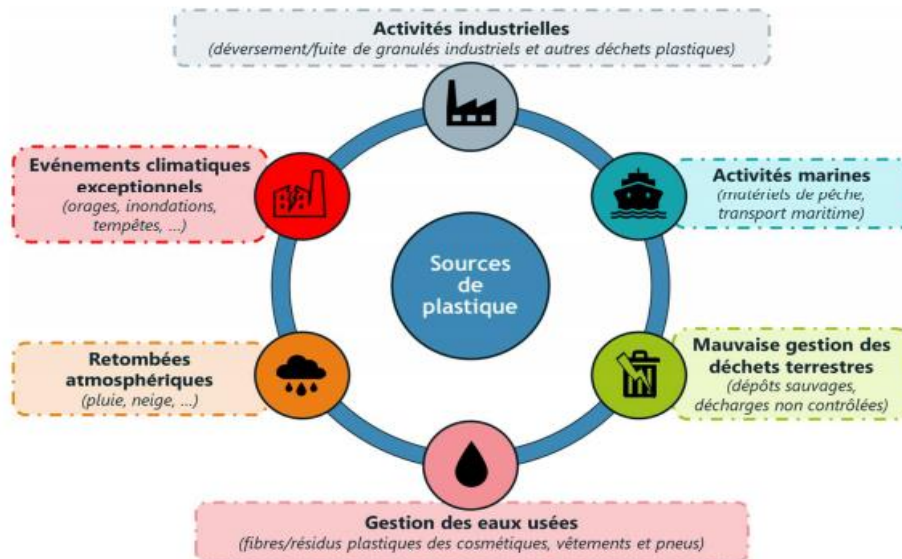 Activités industrielles
(déversement/fuite de granulés industriels et autres déchets plastiques)
Evénements climatiques
exceptionnels
(orages, inondations,
tempêtes, ...)
Activités marines
(matériels de pêche,
transport maritime)
Sources
de
plastique
Retombées
atmosphériques
(pluie, neige, ...)
Mauvaise gestion des
déchets terrestres
(dépôts sauvages,
décharges non contrôlées)
Gestion des eaux usées
(fibres/résidus plastiques des cosmétiques, vêtements et pneus)